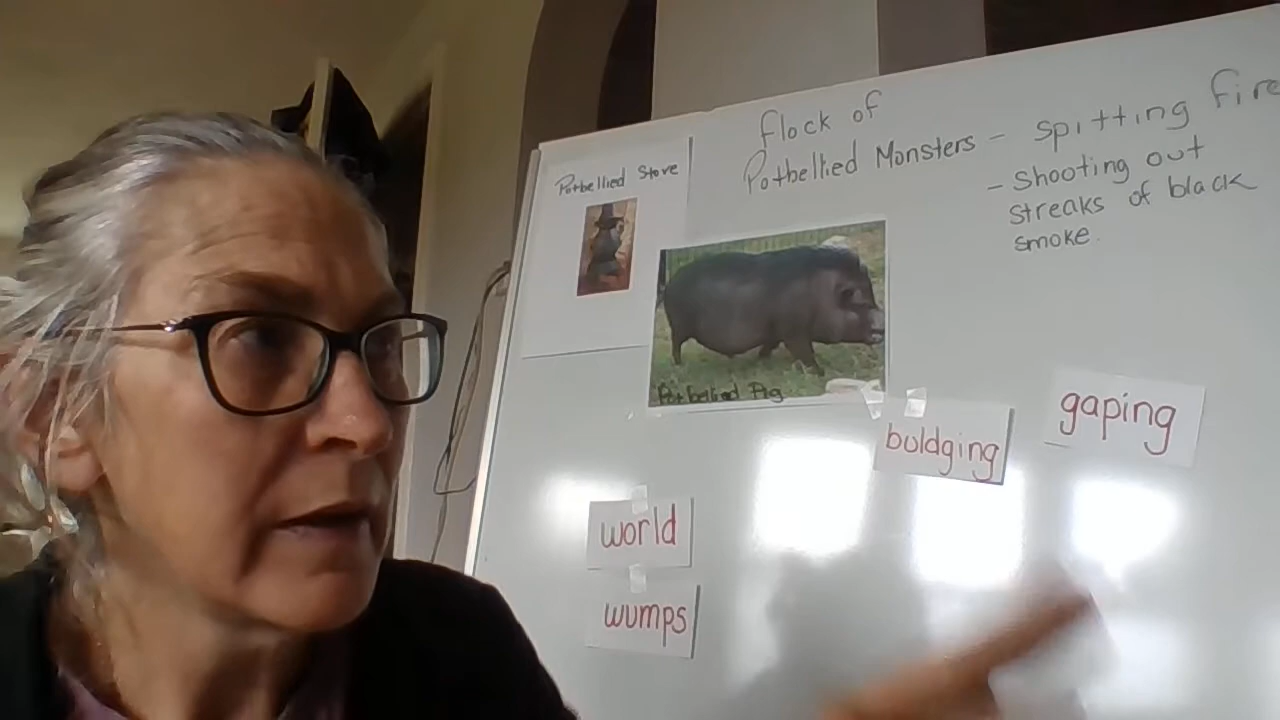 flock of
Potbellied Monsters - spitting fire
- Shooting out
streaks of black
smoke.
Potbellied Stove
Potbellied Pig
buldging
gaping
world
wumps